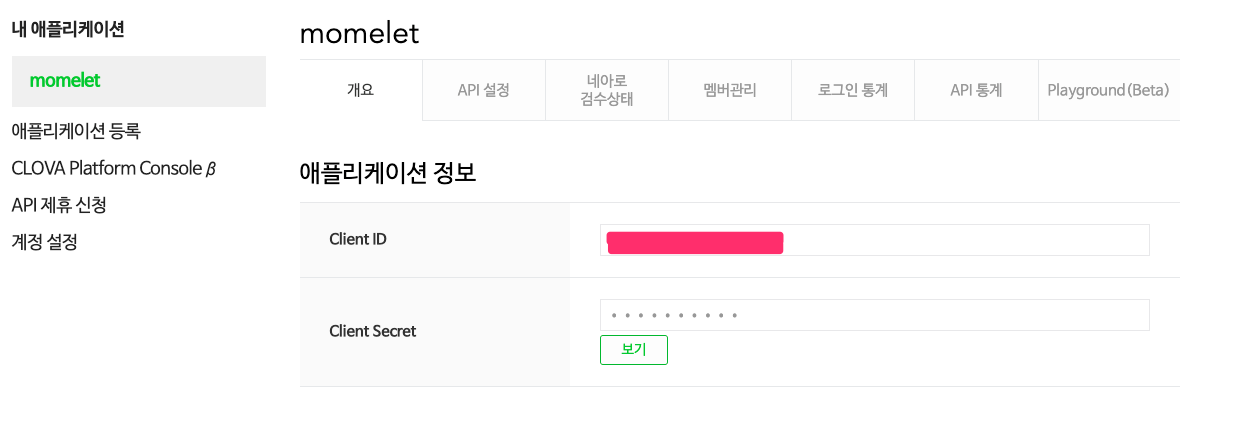 내 애플리케이션
momelet
애플리케이션 등록
CLOVA Platform Console β
API 제휴 신청
계정 설정
momelet
개요
API 설정
네아로
검수상태
멤버관리
로그인 통계
API 통계
Playground(Beta)
애플리케이션 정보
Client ID
Client Secret
보기